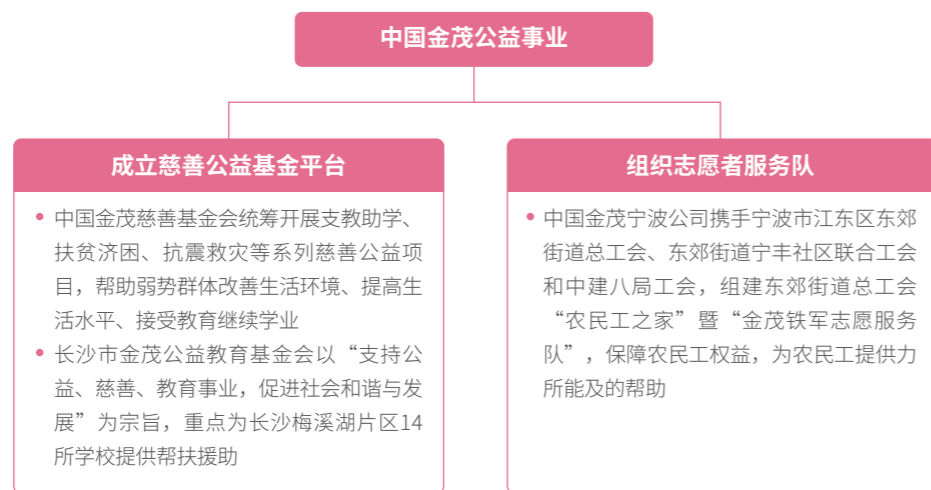 中国金茂公益事业
成立慈善公益基金平台
• 中国金茂慈善基金会统筹开展支教助学、
扶贫济困、抗震救灾等系列慈善公益项
目，帮助弱势群体改善生活环境、提高生
活水平、接受教育继续学业
• 长沙市金茂公益教育基金会以“支持公
益、慈善、教育事业，促进社会和谐与发
展”为宗旨，重点为长沙梅溪湖片区14
所学校提供帮扶援助
组织志愿者服务队
• 中国金茂宁波公司携手宁波市江东区东郊
街道总工会、东郊街道宁丰社区联合工会
和中建八局工会，组建东郊街道总工会
“农民工之家”暨“金茂铁军志愿服务
队”，保障农民工权益，为农民工提供力
所能及的帮助